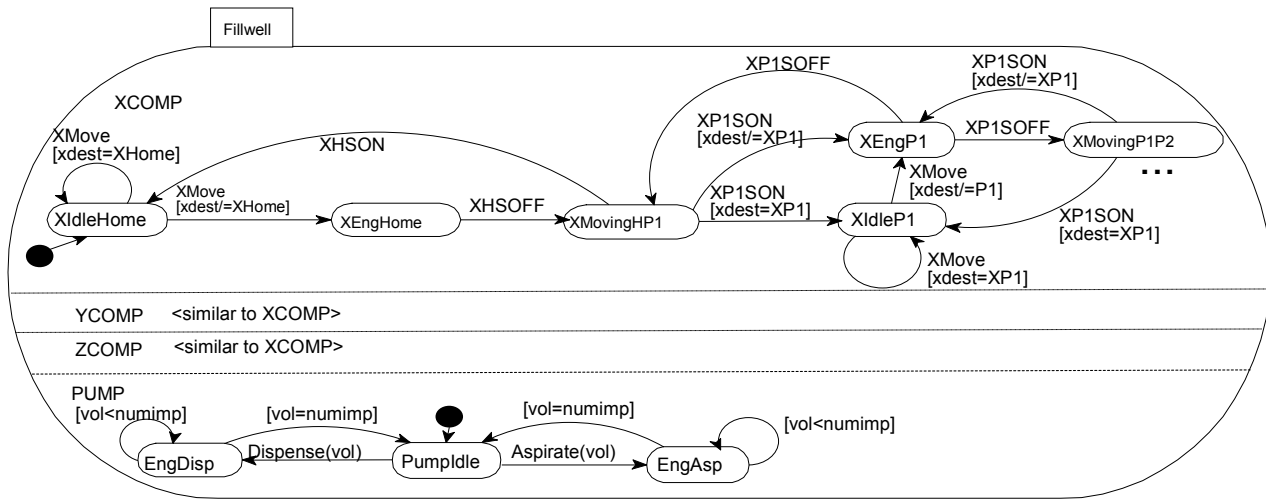 Fillwell
XCOMP
XMove
[xdest=XHome]
XIdleHome
XMove
[xdest/=XHome]
XHSON
XEngHome
XHSOFF
XMovingHP1
XP1SOFF
XP1SON
[xdest/=XP1]
XP1SON
[xdest=XP1]
XP1SON
[xdest/=XP1]
XEngP1
XP1SOFF
XMovingP1P2
...
XMove
[xdest/=P1]
XIdleP1
XP1SON
[xdest=XP1]
XMove
[xdest=XP1]
YCOMP <similar to XCOMP>
ZCOMP <similar to XCOMP>
PUMP
[vol<numimp]
[vol=numimp]
[vol=numimp]
[vol<numimp]
EngDisp
Dispense(vol)
PumpIdle
Aspirate(vol)
EngAsp